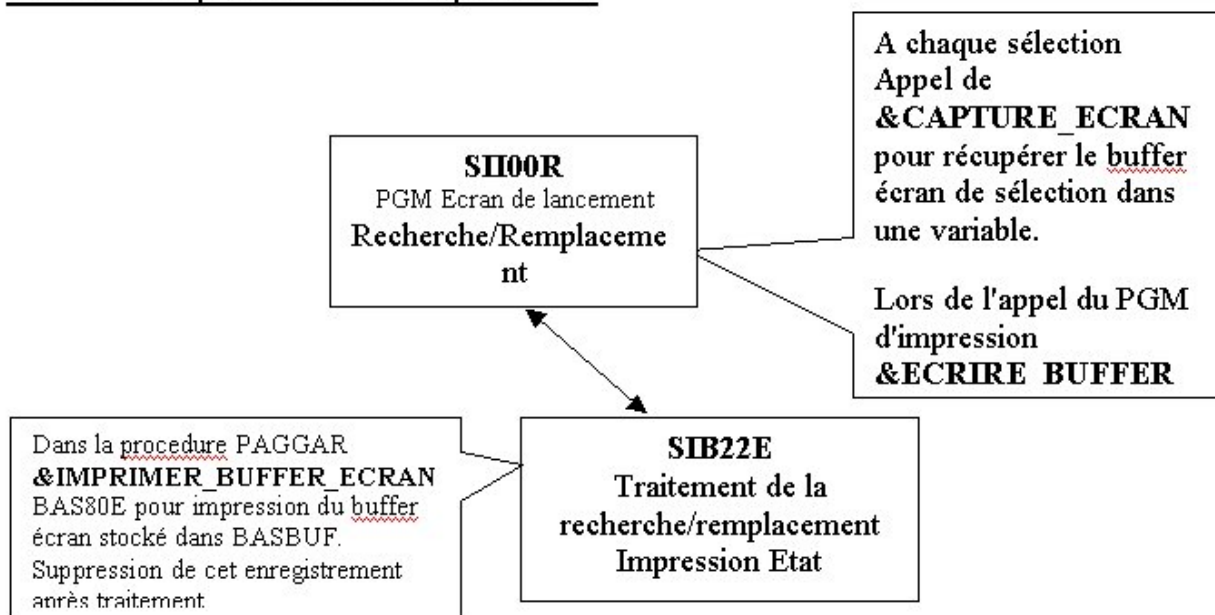 A chaque sélection
Appel de
&CAPTURE_ECRAN
pour récupérer le buffer
écran de sélection dans
une variable.
Lors de l'appel du PGM
d'impression
&ECRIRE_BUFFER
SII00R
PGM Ecran de lancement
Recherche/Remplaceme
nt
Dans la procedure PAGGAR
&IMPRIMER_BUFFER_ECRAN
BAS80E pour impression du buffer
écran stocké dans BASBUF.
Suppression de cet enregistrement
après traitement
SIB22E
Traitement de la
recherche/remplacement
Impression Etat